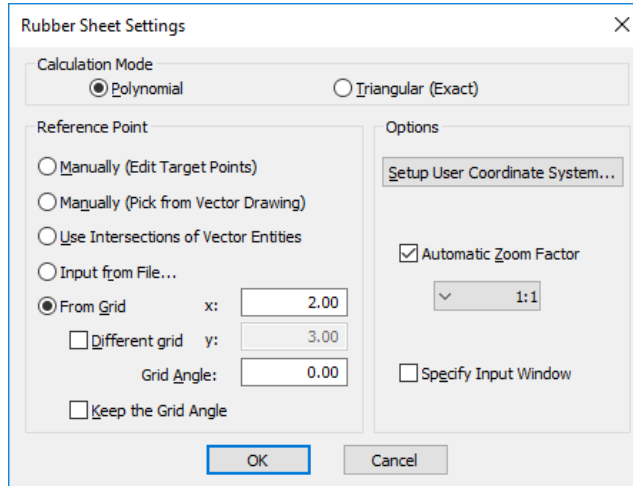 Rubber Sheet Settings
Calculation Mode
Polynomial
Triangular (Exact)
Reference Point
Manually (Edit Target Points)
Manually (Pick from Vector Drawing)
Use Intersections of Vector Entities
Input from File...
From Grid x: 2.00
Different grid y: 3.00
Grid Angle: 0.00
Keep the Grid Angle
Options
Setup User Coordinate System...
Automatic Zoom Factor
1:1
Specify Input Window
OK
Cancel